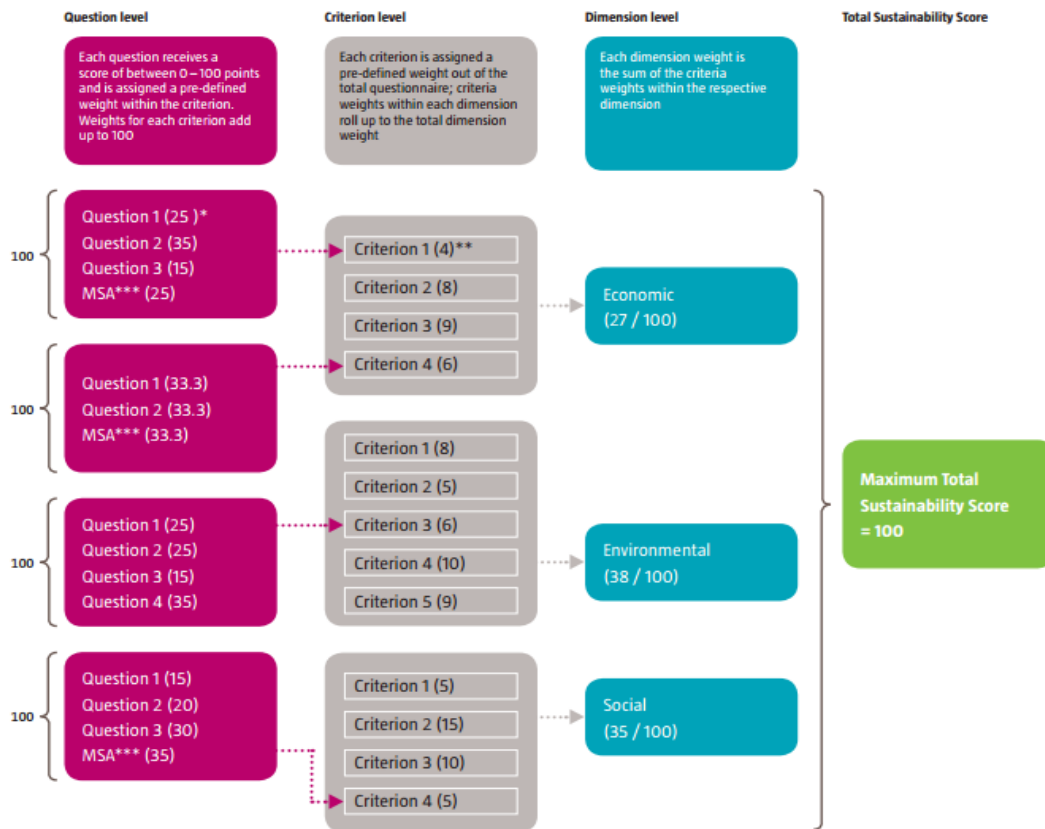 Question level
Criterion level
Dimension level
Total Sustainability Score
Each question receives a
score of between 0–100 points
and is assigned a pre-defined
weight within the criterion.
Weights for each criterion add
up to 100
Each criterion is assigned a
pre-defined weight out of the
total questionnaire; criteria
weights within each dimension
roll up to the total dimension
weight
Each dimension weight is
the sum of the criteria
weights within the respective
dimension
100
Question 1 (25 )*
Question 2 (35)
Question 3 (15)
MSA*** (25)
100
Question 1 (33.3)
Question 2 (33.3)
MSA*** (33.3)
100
Question 1 (25)
Question 2 (25)
Question 3 (15)
Question 4 (35)
100
Question 1 (15)
Question 2 (20)
Question 3 (30)
MSA*** (35)
Criterion 1 (4)**
Criterion 2 (8)
Criterion 3 (9)
Criterion 4 (6)
Criterion 1 (8)
Criterion 2 (5)
Criterion 3 (6)
Criterion 4 (10)
Criterion 5 (9)
Criterion 1 (5)
Criterion 2 (15)
Criterion 3 (10)
Criterion 4 (5)
Economic
(27 / 100)
Environmental
(38 / 100)
Social
(35 / 100)
Maximum Total
Sustainability Score
= 100